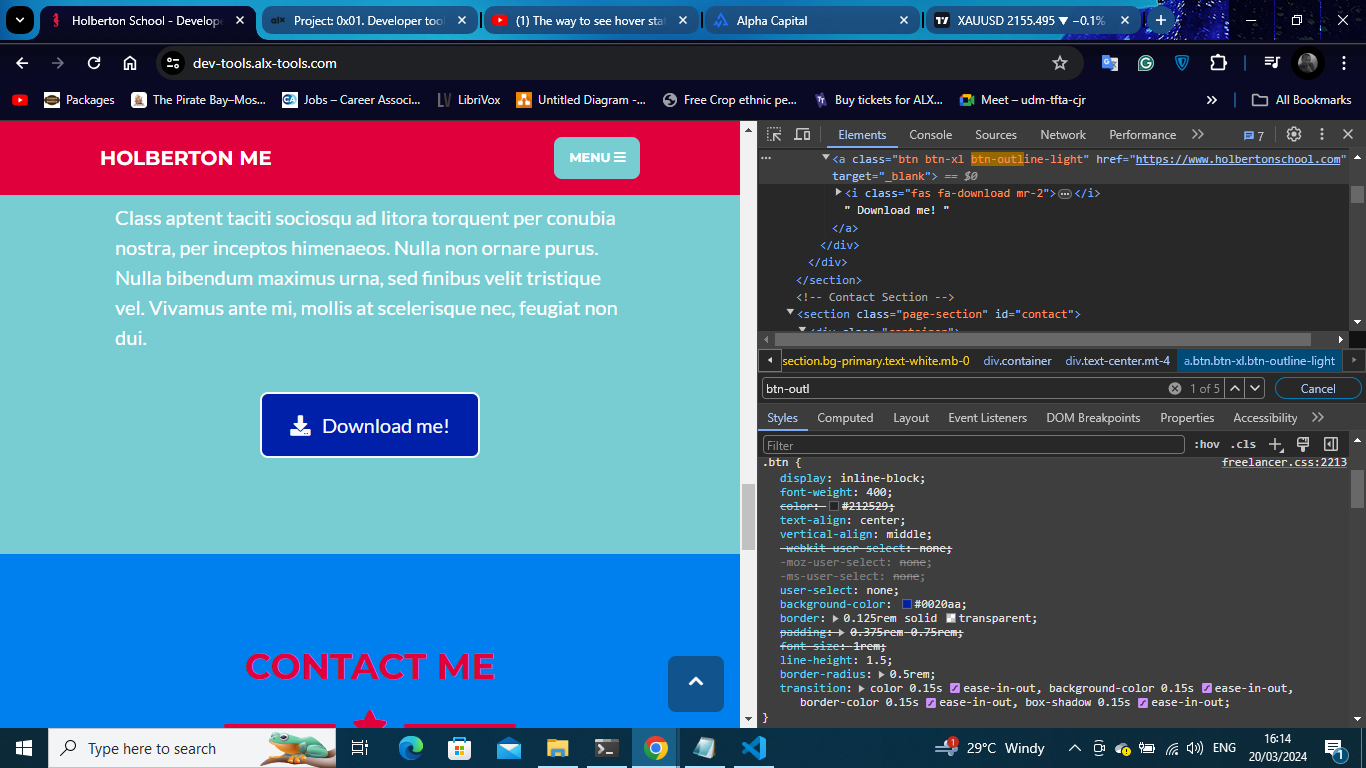 Holberton School - Develope
Project: 0x01. Developer tool
(1) The way to see hover stat
Alpha Capital
XAUUSD 2155.495 ▼ −0.1%
dev-tools.alx-tools.com
Packages
The Pirate Bay–Mos...
Jobs – Career Associ...
LibriVox
Untitled Diagram -...
Free Crop ethnic pe...
Buy tickets for ALX...
Meet – udm-tfta-cjr
All Bookmarks
HOLBERTON ME
MENU
Class aptent taciti sociosqu ad litora torquent per conubia
nostra, per inceptos himenaeos. Nulla non ornare purus.
Nulla bibendum maximus urna, sed finibus velit tristique
vel. Vivamus ante mi, mollis at scelerisque nec, feugiat non
dui.
Download me!
CONTACT ME
Elements Console Sources Network Performance 7
<a class="btn btn-xl btn-outline-light" href="https://www.holbertonschool.com"
target="_blank"> == $0
<i class="fas fa-download mr-2">…</i>
" Download me! "
</a>
</div>
</div>
</section>
<!-- Contact Section -->
<section class="page-section" id="contact">
<div class="container">
section.bg-primary.text-white.mb-0 div.container div.text-center.mt-4 a.btn.btn-xl.btn-outline-light
btn-outl 1 of 5 Cancel
Styles Computed Layout Event Listeners DOM Breakpoints Properties Accessibility
Filter :hov .cls
.btn { freelancer.css:2213
display: inline-block;
font-weight: 400;
color: #212529;
text-align: center;
vertical-align: middle;
-webkit-user-select: none;
-moz-user-select: none;
-ms-user-select: none;
user-select: none;
background-color: #0020aa;
border: 0.125rem solid transparent;
padding: 0.375rem 0.75rem;
font-size: 1rem;
line-height: 1.5;
border-radius: 0.5rem;
transition: color 0.15s ease-in-out, background-color 0.15s ease-in-out,
border-color 0.15s ease-in-out, box-shadow 0.15s ease-in-out;
}
Type here to search
1
29°C Windy
ENG
16:14
20/03/2024
1